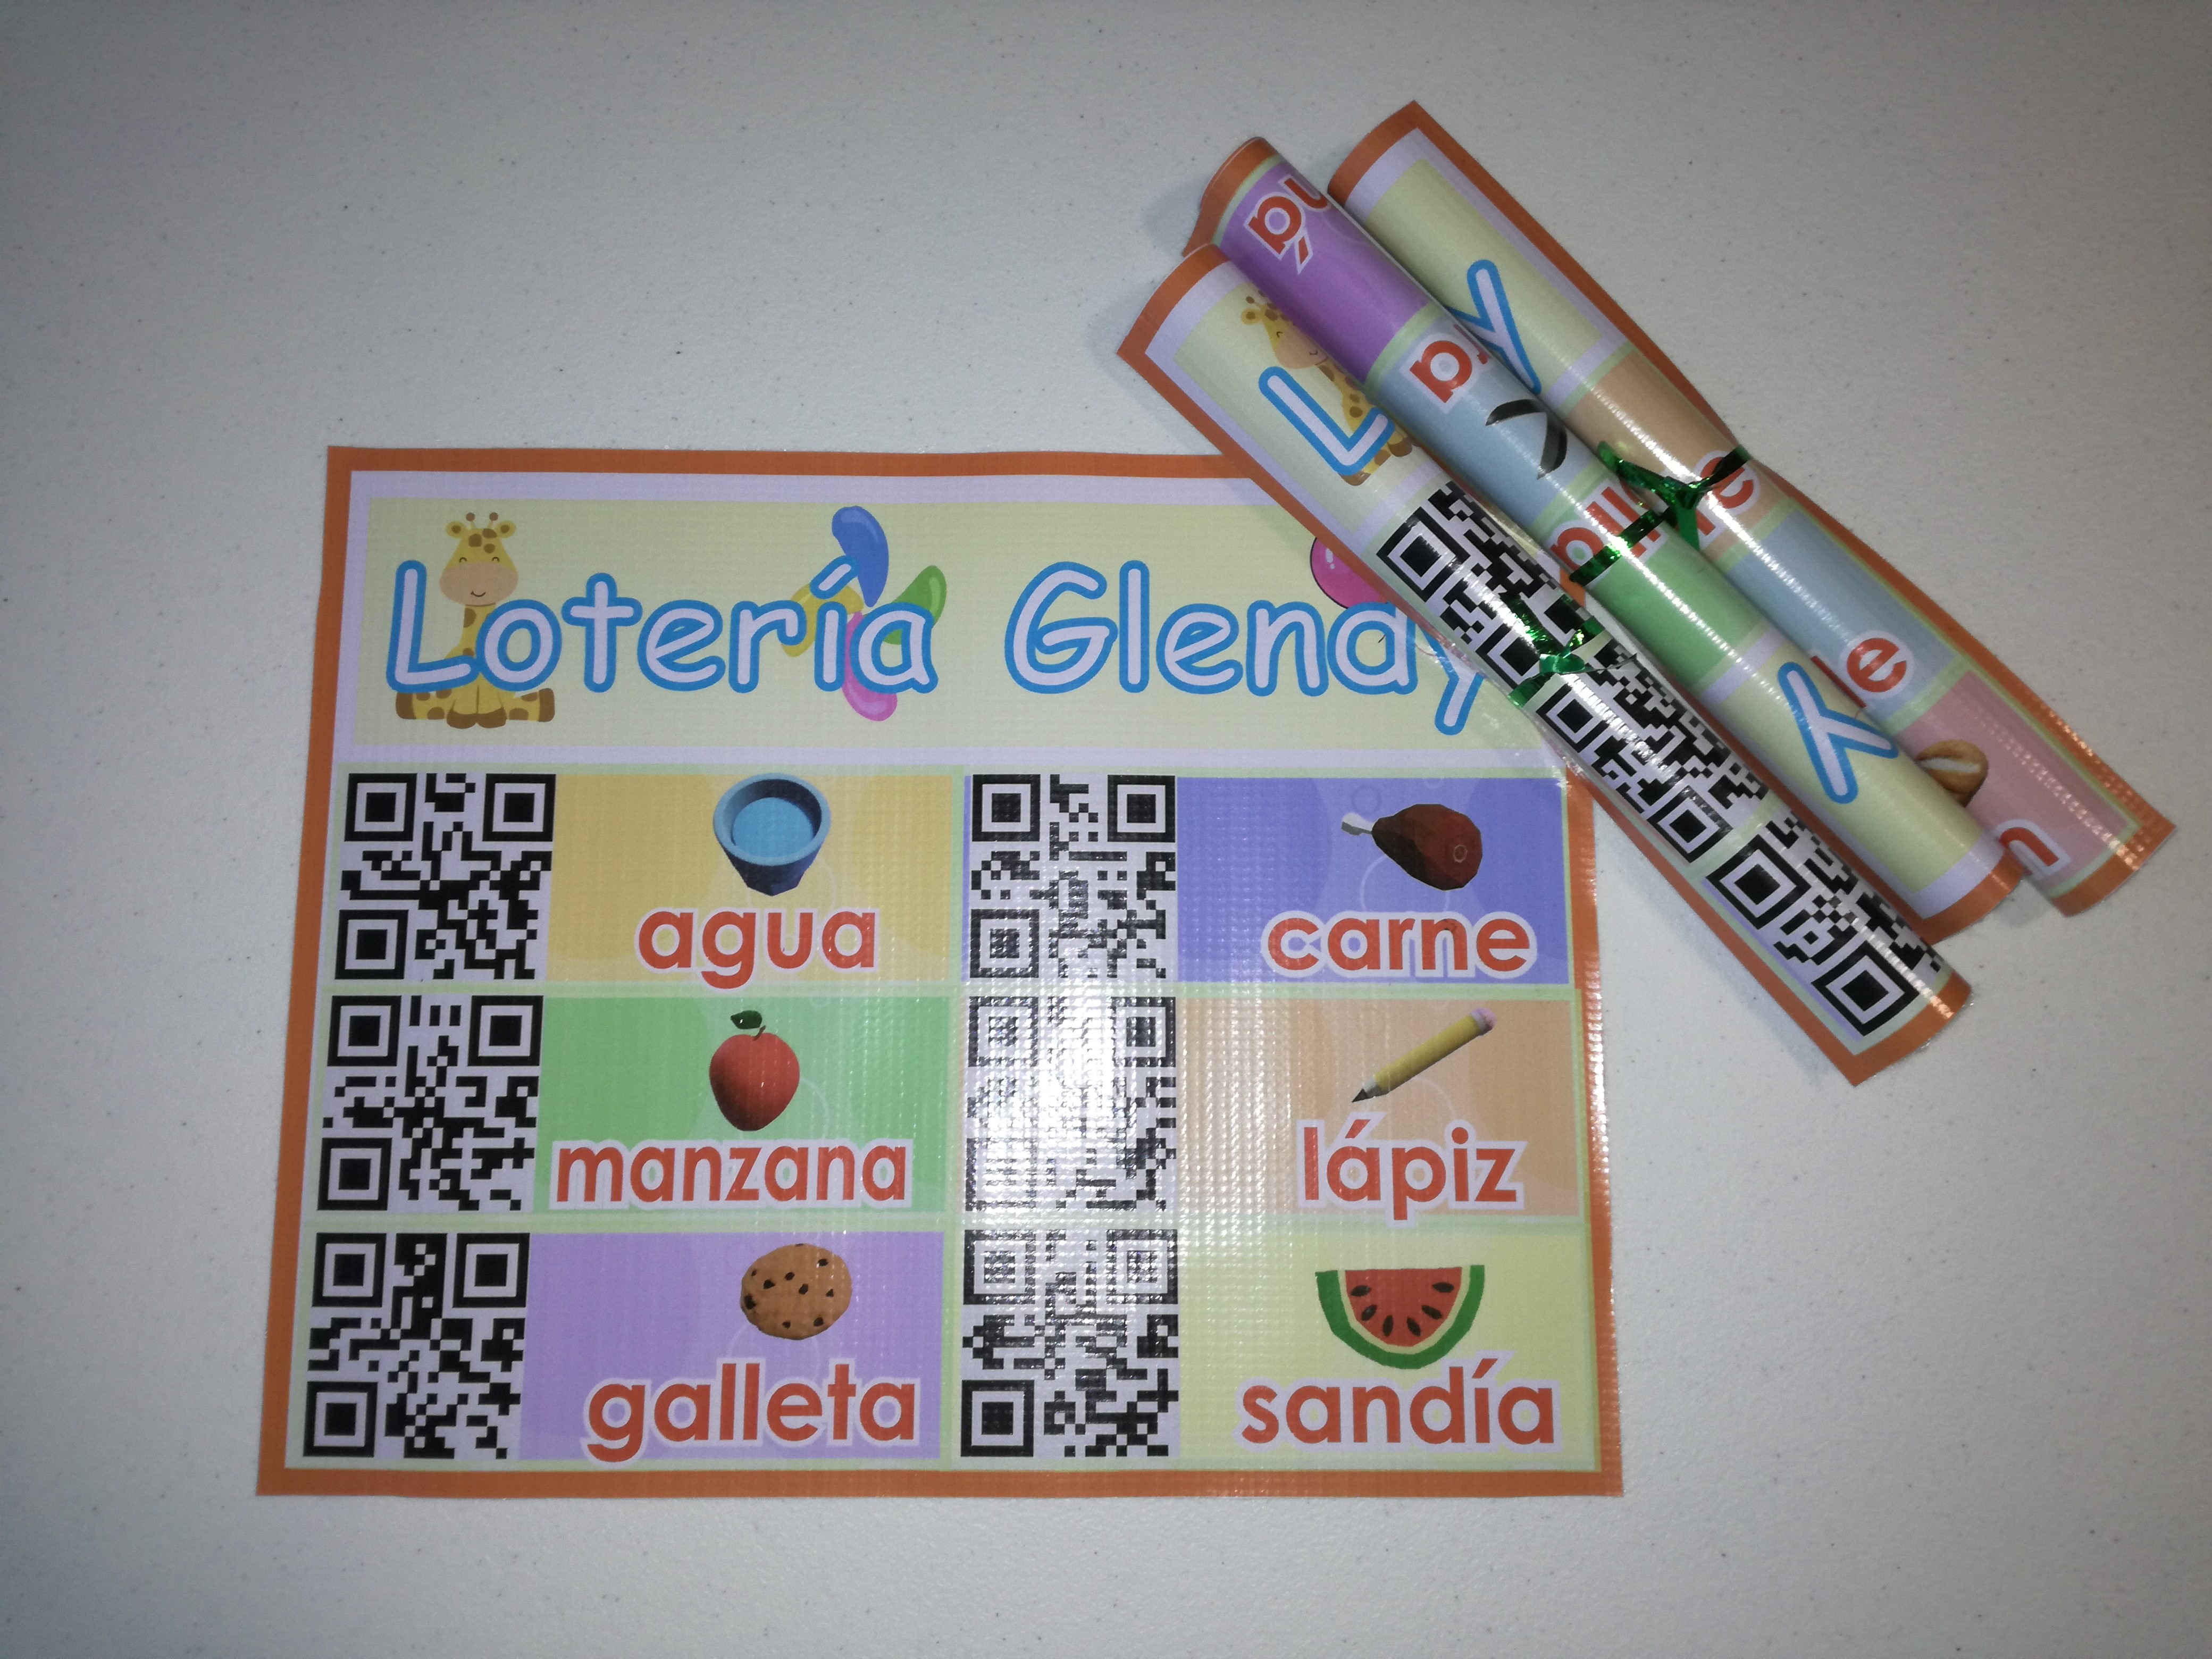 Lotería Glenay
agua
carne
manzana
lápiz
galleta
sandía